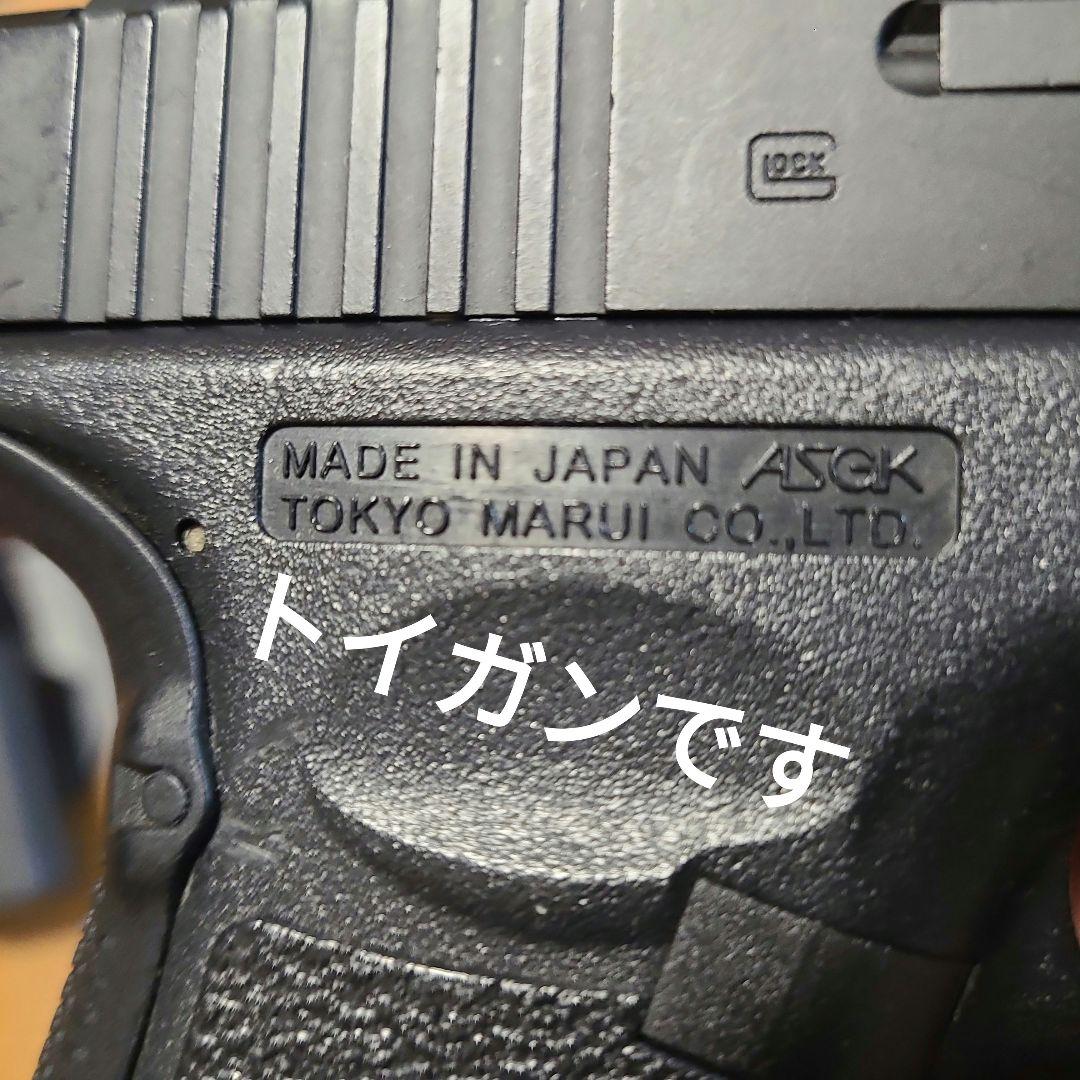 GLOCK
MADE IN JAPAN ASGK
TOKYO MARUI CO.,LTD.
トイガンです